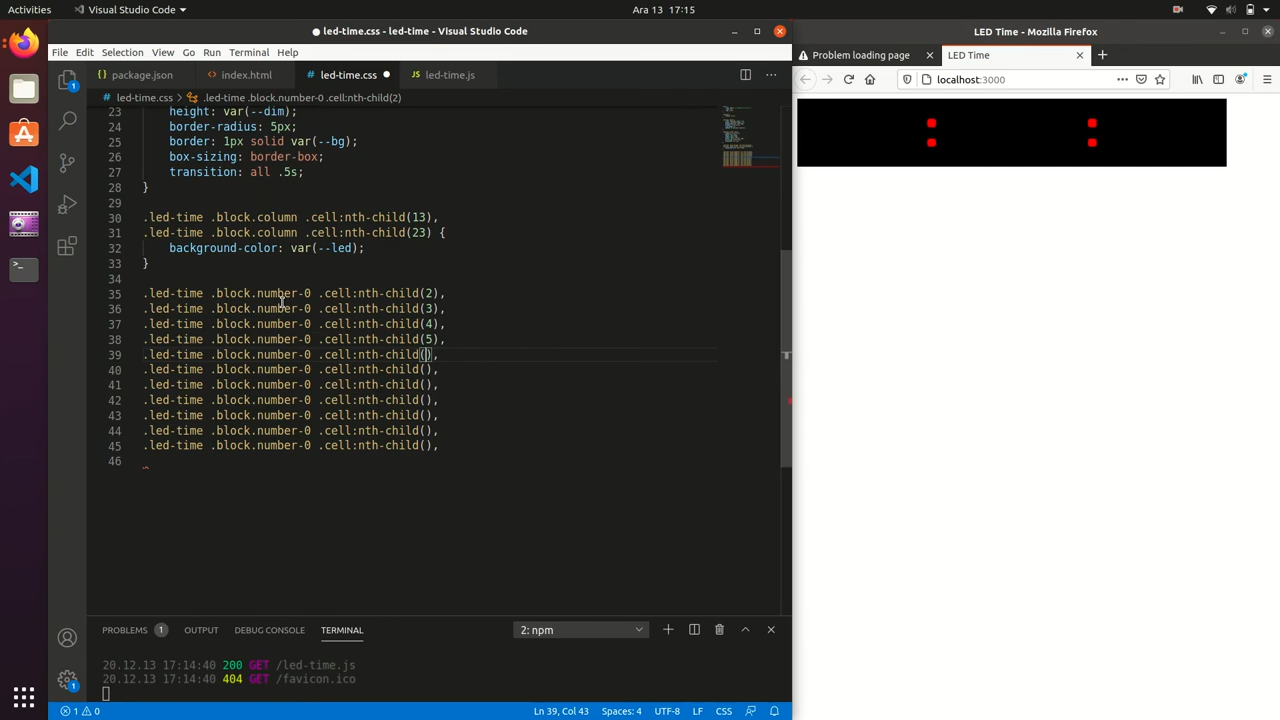 Activities
Visual Studio Code
Ara 13 17:15
led-time.css - led-time - Visual Studio Code
File Edit Selection View Go Run Terminal Help
package.json
index.html
led-time.css
led-time.js
led-time.css > .led-time .block.number-0 .cell:nth-child(2)
23 height: var(--dim);
24 border-radius: 5px;
25 border: 1px solid var(--bg);
26 box-sizing: border-box;
27 transition: all .5s;
28 }
29
30 .led-time .block.column .cell:nth-child(13),
31 .led-time .block.column .cell:nth-child(23) {
32 background-color: var(--led);
33 }
34
35 .led-time .block.number-0 .cell:nth-child(2),
36 .led-time .block.number-0 .cell:nth-child(3),
37 .led-time .block.number-0 .cell:nth-child(4),
38 .led-time .block.number-0 .cell:nth-child(5),
39 .led-time .block.number-0 .cell:nth-child(),
40 .led-time .block.number-0 .cell:nth-child(),
41 .led-time .block.number-0 .cell:nth-child(),
42 .led-time .block.number-0 .cell:nth-child(),
43 .led-time .block.number-0 .cell:nth-child(),
44 .led-time .block.number-0 .cell:nth-child(),
45 .led-time .block.number-0 .cell:nth-child(),
46
PROBLEMS 1 OUTPUT DEBUG CONSOLE TERMINAL
2: npm
20.12.13 17:14:40 200 GET /led-time.js
20.12.13 17:14:40 404 GET /favicon.ico
1 0
Ln 39, Col 43 Spaces: 4 UTF-8 LF CSS
1
1
LED Time - Mozilla Firefox
Problem loading page
LED Time
localhost:3000